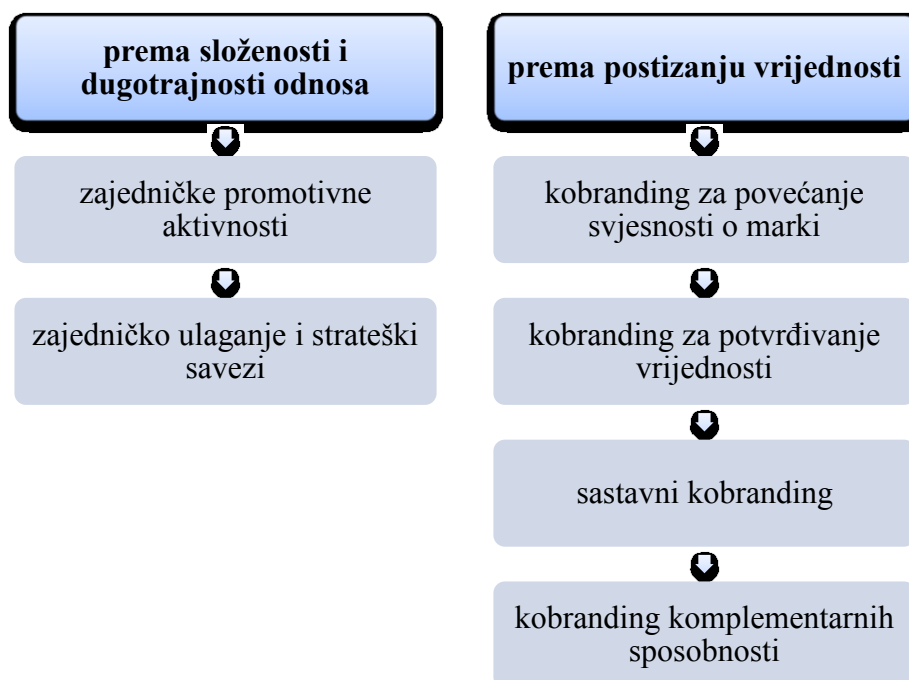 prema složenosti i
dugotrajnosti odnosa
zajedničke promotivne
aktivnosti
zajedničko ulaganje i strateški
savezi
prema postizanju vrijednosti
kobranding za povećanje
svjesnosti o marki
kobranding za potvrđivanje
vrijednosti
sastavni kobranding
kobranding komplementarnih
sposobnosti